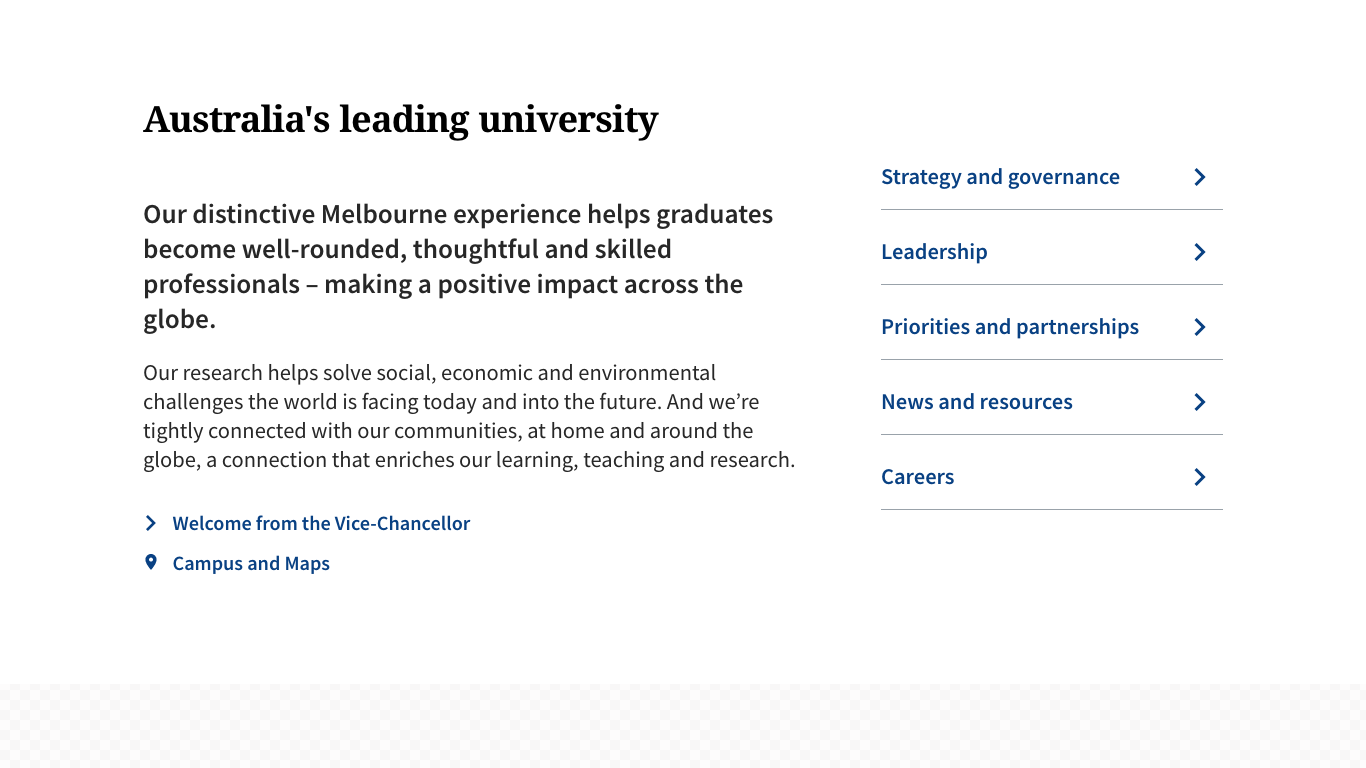 Australia's leading university
Our distinctive Melbourne experience helps graduates
become well-rounded, thoughtful and skilled
professionals – making a positive impact across the
globe.
Our research helps solve social, economic and environmental
challenges the world is facing today and into the future. And we’re
tightly connected with our communities, at home and around the
globe, a connection that enriches our learning, teaching and research.
Welcome from the Vice-Chancellor
Campus and Maps
Strategy and governance
Leadership
Priorities and partnerships
News and resources
Careers